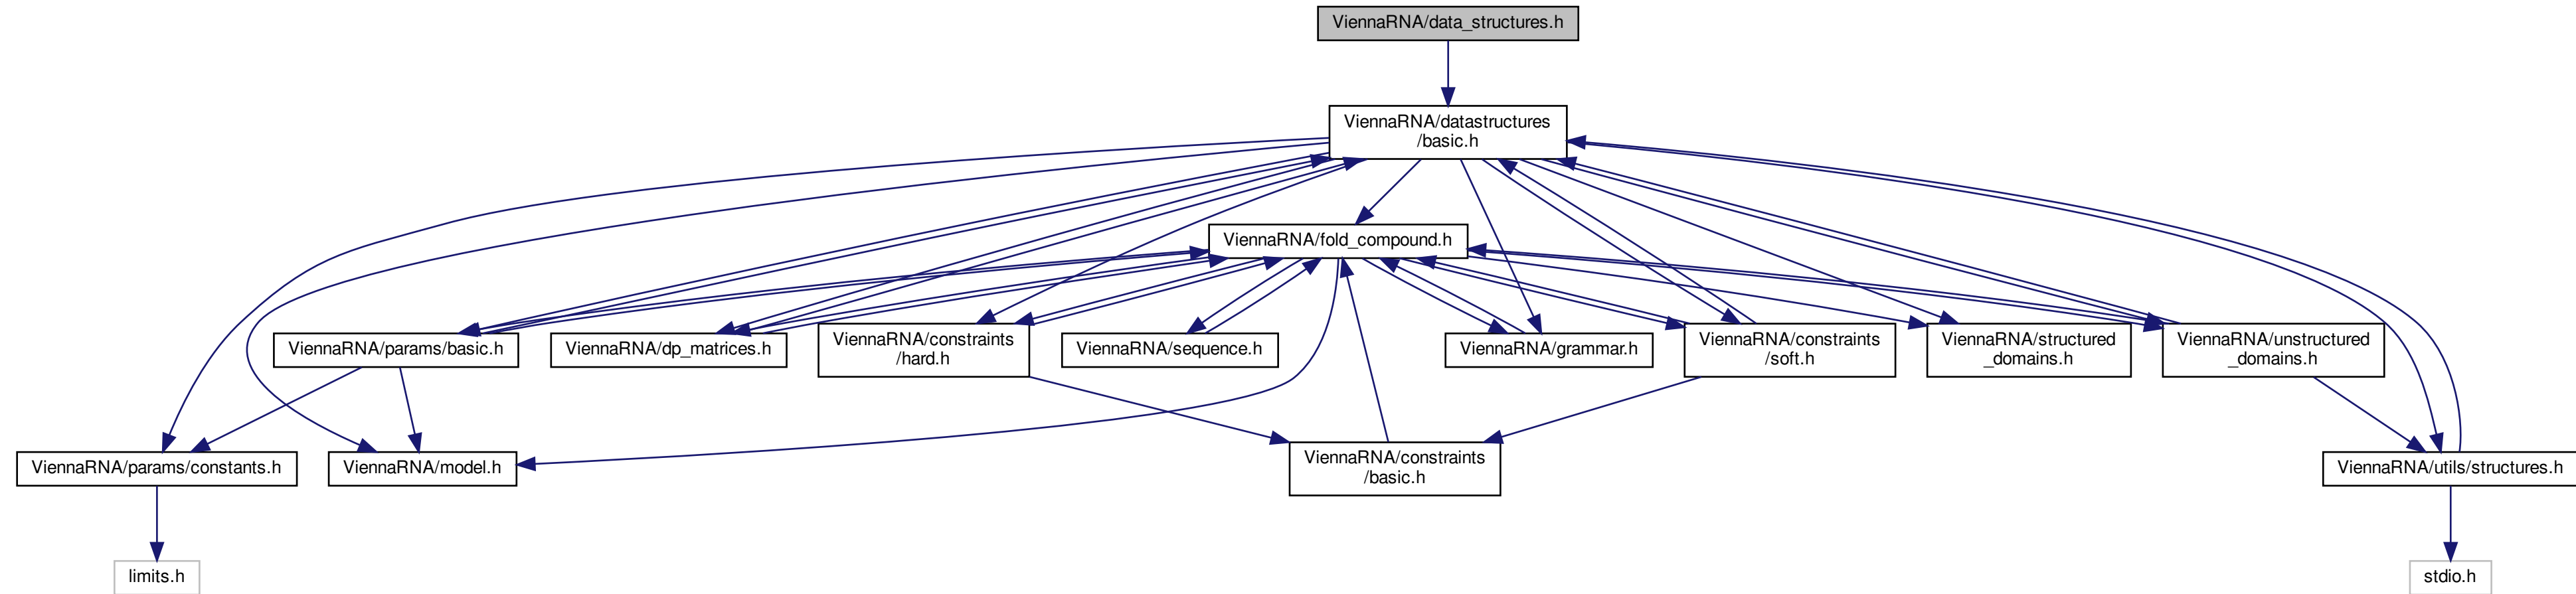 ViennaRNA/data_structures.h
ViennaRNA/datastructures
/basic.h
ViennaRNA/fold_compound.h
ViennaRNA/params/basic.h
ViennaRNA/dp_matrices.h
ViennaRNA/constraints
/hard.h
ViennaRNA/sequence.h
ViennaRNA/grammar.h
ViennaRNA/constraints
/soft.h
ViennaRNA/structured
_domains.h
ViennaRNA/unstructured
_domains.h
ViennaRNA/params/constants.h
ViennaRNA/model.h
ViennaRNA/constraints
/basic.h
ViennaRNA/utils/structures.h
limits.h
stdio.h